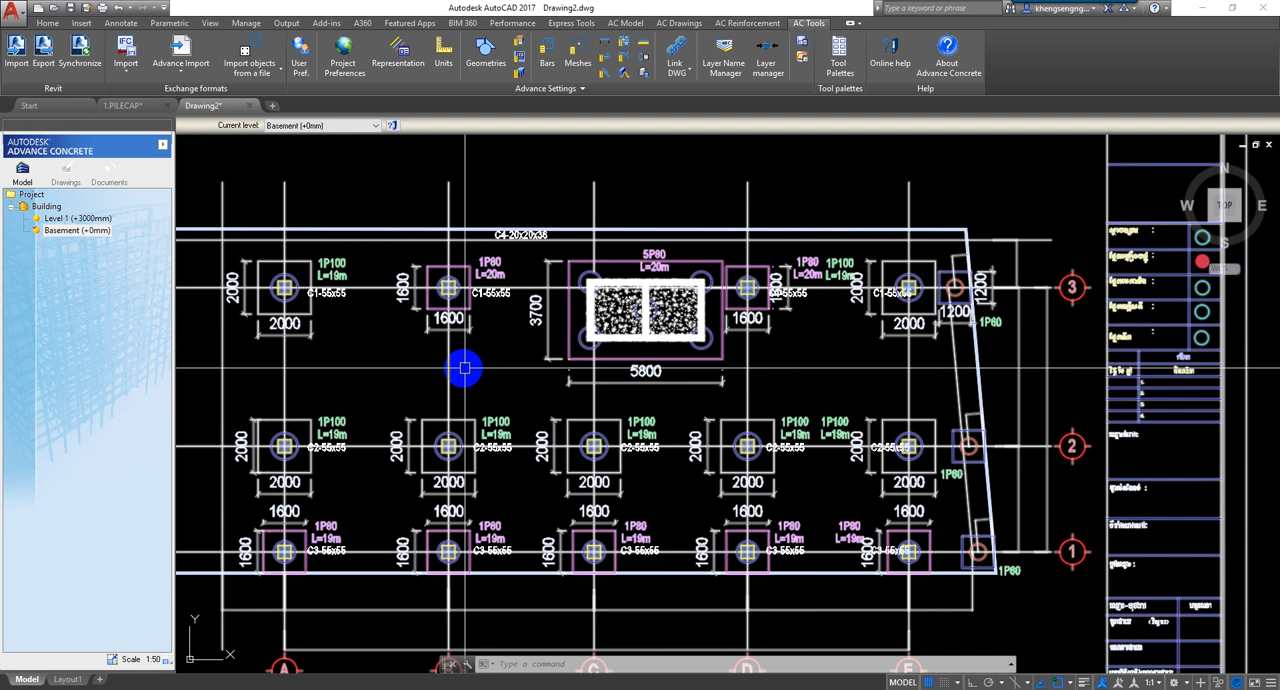 Autodesk AutoCAD 2017 Drawing2.dwg
Type a keyword or phrase
khengsengng...
Home Insert Annotate Parametric View Manage Output Add-ins A360 Featured Apps BIM 360 Performance Express Tools AC Model AC Drawings AC Reinforcement AC Tools
Import Export Synchronize
IFC
Import
Advance Import
Import objects
from a file
User
Pref.
Project
Preferences
Representation
Units
Geometries
Bars
Meshes
Link
DWG
Layer Name
Manager
Layer
manager
Tool
Palettes
Online help
About
Advance Concrete
Revit
Exchange formats
Advance Settings
Tool palettes
Help
Start
1.PILECAP*
Drawing2*
Current level:
Basement (+0mm)
AUTODESK'
ADVANCE CONCRETE
Model Drawings Documents
Project
Building
Level 1 (+3000mm)
Basement (+0mm)
N
W TOP E
S
WCS
C4-20x20x35
2000
1P100
L=19m
C1-55x55
2000
1600
1P80
L=20m
C1-55x55
1600
5P80
L=20m
3700
5800
1600
1P80
L=20m
1P100
L=19m
2000
C1-55x55
2000
1200
1200
1P60
3
2000
1P100
L=19m
C2-55x55
2000
2000
1P100
L=19m
C2-55x55
2000
2000
1P100
L=19m
C2-55x55
2000
2000
1P100
L=19m
C2-55x55
2000
1P100
L=19m
2000
2000
1P60
2
1600
1600
1P80
L=19m
C3-55x55
1600
1600
1P80
L=19m
C3-55x55
1600
1600
1P80
L=19m
C3-55x55
1600
1600
1P80
L=19m
C3-55x55
1600
1600
1P80
L=19m
1P60
1
A
C
D
E
Y
X
Type a command
Scale 1:50
Model Layout1
MODEL
1:1